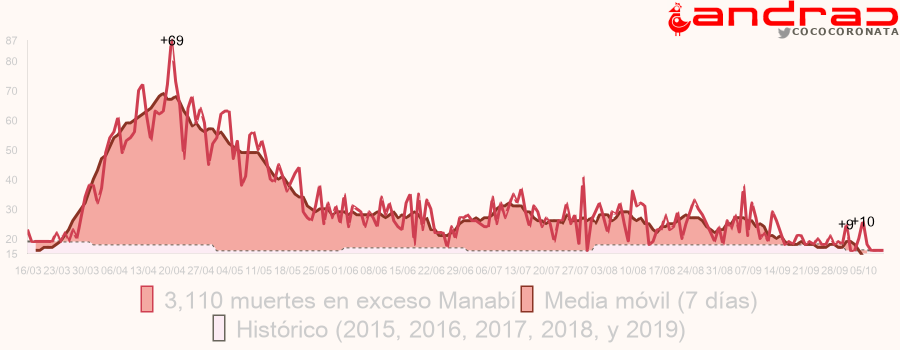 andrab
COCOCORONATA
87
80
70
60
50
40
30
20
15
+69
+9
+10
16/03 23/03 30/03 06/04 13/04 20/04 27/04 04/05 11/05 18/05 25/05 01/06 08/06 15/06 22/06 29/06 06/07 13/07 20/07 27/07 03/08 10/08 17/08 24/08 31/08 07/09 14/09 21/09 28/09 05/10
3,110 muertes en exceso Manabí Media móvil (7 días)
Histórico (2015, 2016, 2017, 2018, y 2019)